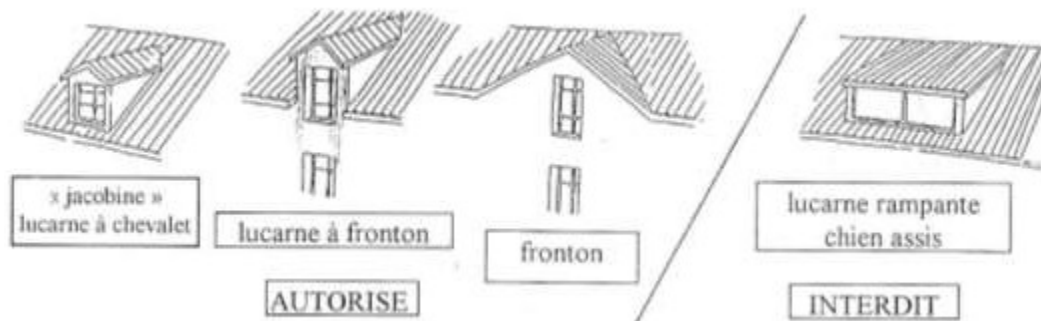 « jacobine »
lucarne à chevalet
lucarne à fronton
fronton
AUTORISE
lucarne rampante
chien assis
INTERDIT